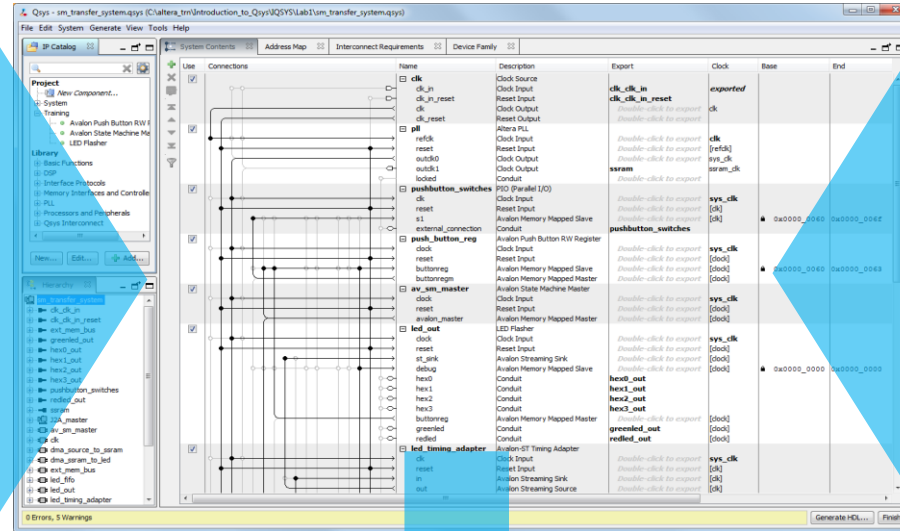 Qsys - sm_transfer_system.qsys (C:\altera_trn\Introduction_to_Qsys\IQSYS\Lab1\sm_transfer_system.qsys)
File Edit System Generate View Tools Help
IP Catalog
Project
New Component...
System
Training
Avalon Push Button RW
Avalon State Machine
LED Flasher
Library
Basic Functions
DSP
Interface Protocols
Memory Interfaces and Controlle
PLL
Processors and Peripherals
Qsys Interconnect
New... Edit... Add...
Hierarchy
sm_transfer_system
clk_clk_in
clk_clk_in_reset
ext_mem_bus
greenled_out
hex0_out
hex1_out
hex2_out
hex3_out
pushbutton_switches
redled_out
ssram
av_sm_master
clk
dma_source_to_ssram
dma_ssram_to_led
ext_mem_bus
led_fifo
led_out
led_timing_adapter
System Contents Address Map Interconnect Requirements Device Family
Use Connections Name Description Export Clock Base End
clk Clock Source
clk_in Clock Input clk_clk_in exported
clk_in_reset Reset Input clk_clk_in_reset
clk Clock Output Double-click to export clk
clk_reset Reset Output Double-click to export
pll Altera PLL
refclk Clock Input Double-click to export clk
reset Reset Input Double-click to export [refclk]
outclk0 Clock Output Double-click to export sys_clk
outclk1 Clock Output ssram ssram_clk
locked Conduit Double-click to export
pushbutton_switches PIO (Parallel I/O)
clk Clock Input Double-click to export sys_clk
reset Reset Input Double-click to export [clk]
s1 Avalon Memory Mapped Slave Double-click to export [clk] 0x0000_0060 0x0000_006f
external_connection Conduit pushbutton_switches
push_button_reg Avalon Push Button RW Register
clock Clock Input Double-click to export sys_clk
reset Reset Input Double-click to export [clock]
buttonreg Avalon Memory Mapped Slave Double-click to export [clock] 0x0000_0060 0x0000_0063
buttonregm Avalon Memory Mapped Master Double-click to export [clock]
av_sm_master Avalon State Machine Master
clock Clock Input Double-click to export sys_clk
reset Reset Input Double-click to export [clock]
avalon_master Avalon Memory Mapped Master Double-click to export [clock]
led_out LED Flasher
clock Clock Input Double-click to export sys_clk
reset Reset Input Double-click to export [clock]
st_sink Avalon Streaming Sink Double-click to export [clock]
debug Avalon Memory Mapped Slave Double-click to export [clock] 0x0000_0000 0x0000_0000
hex0 Conduit hex0_out
hex1 Conduit hex1_out
hex2 Conduit hex2_out
hex3 Conduit hex3_out
buttonreg Avalon Memory Mapped Master Double-click to export [clock]
greenled Conduit greenled_out [clock]
redled Conduit redled_out [clock]
led_timing_adapter Avalon-ST Timing Adapter
clk Clock Input Double-click to export sys_clk
reset Reset Input Double-click to export [clk]
in Avalon Streaming Sink Double-click to export [clk]
out Avalon Streaming Source Double-click to export [clk]
0 Errors, 5 Warnings
Generate HDL... Finish